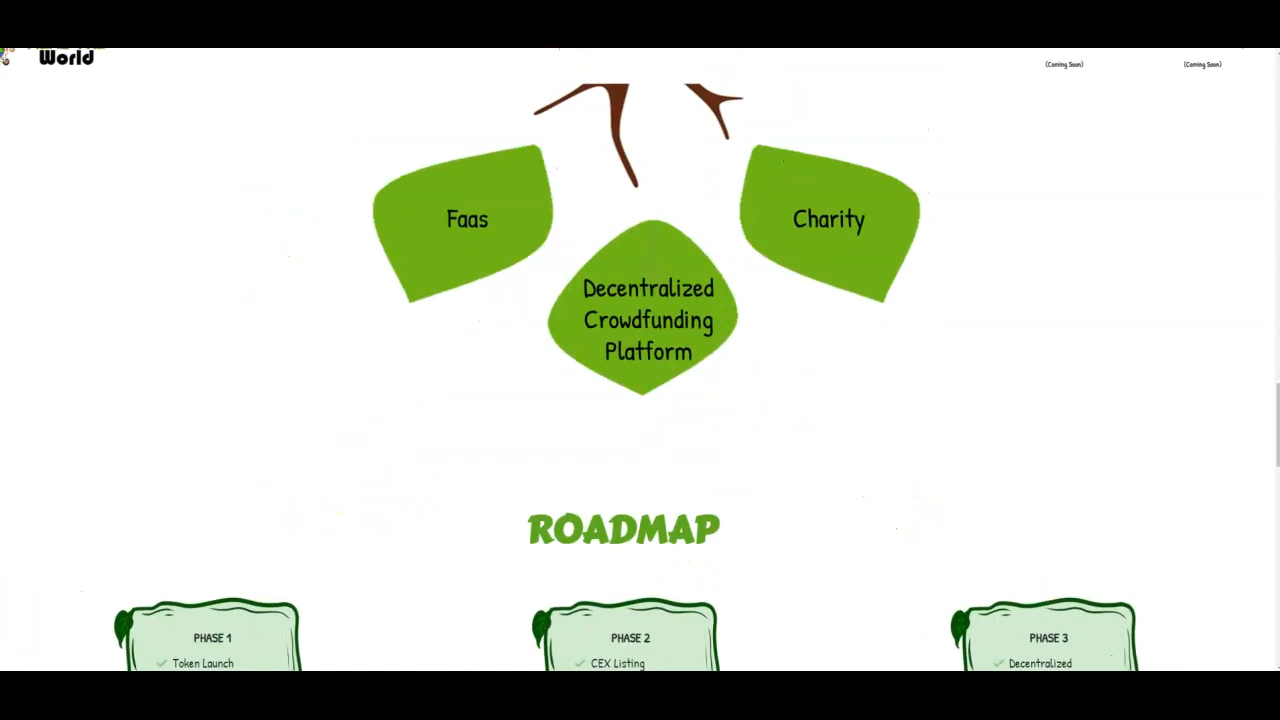 World
(Coming Soon)
(Coming Soon)
Faas
Charity
Decentralized
Crowdfunding
Platform
ROADMAP
PHASE 1
Token Launch
PHASE 2
CEX Listing
PHASE 3
Decentralized